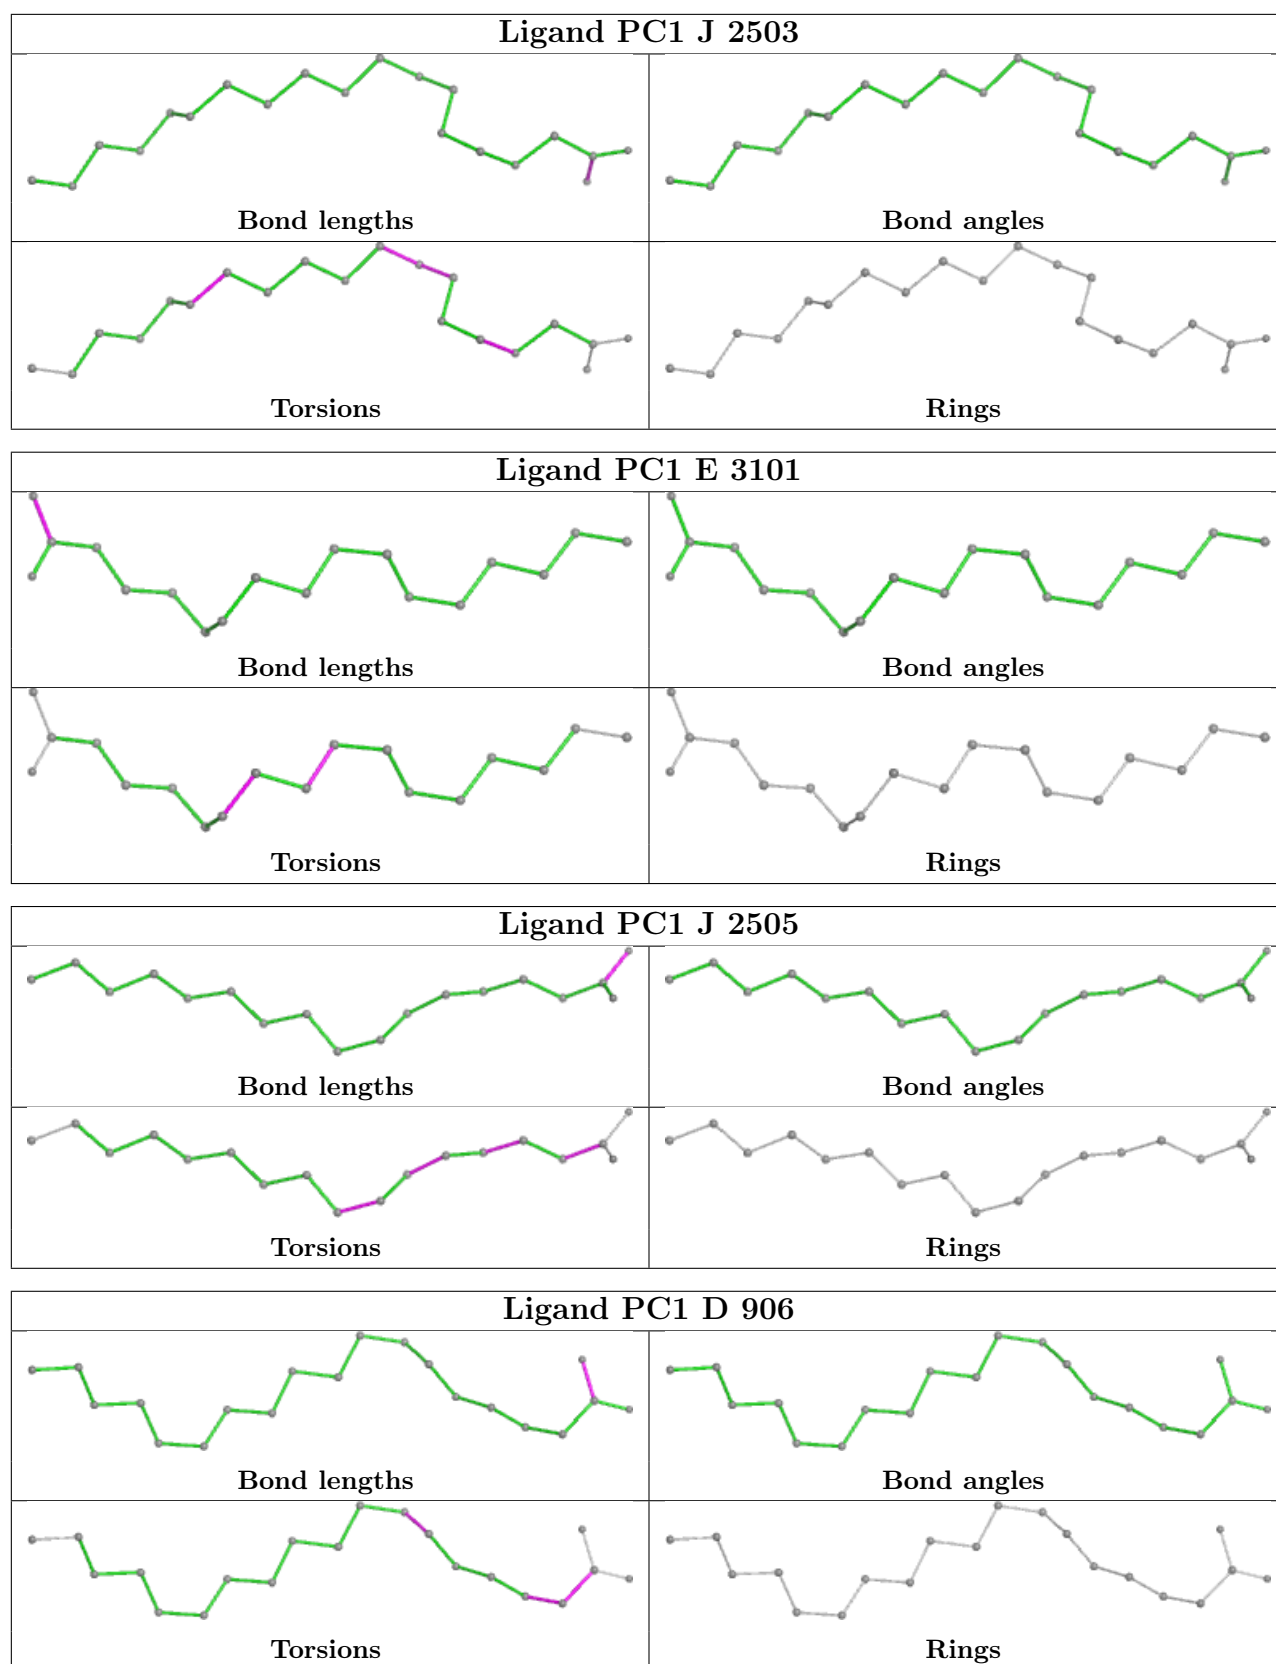 Ligand PC1 J 2503
Bond lengths
Bond angles
Torsions
Rings
Ligand PC1 E 3101
Bond lengths
Bond angles
Torsions
Rings
Ligand PC1 J 2505
Bond lengths
Bond angles
Torsions
Rings
Ligand PC1 D 906
Bond lengths
Bond angles
Torsions
Rings